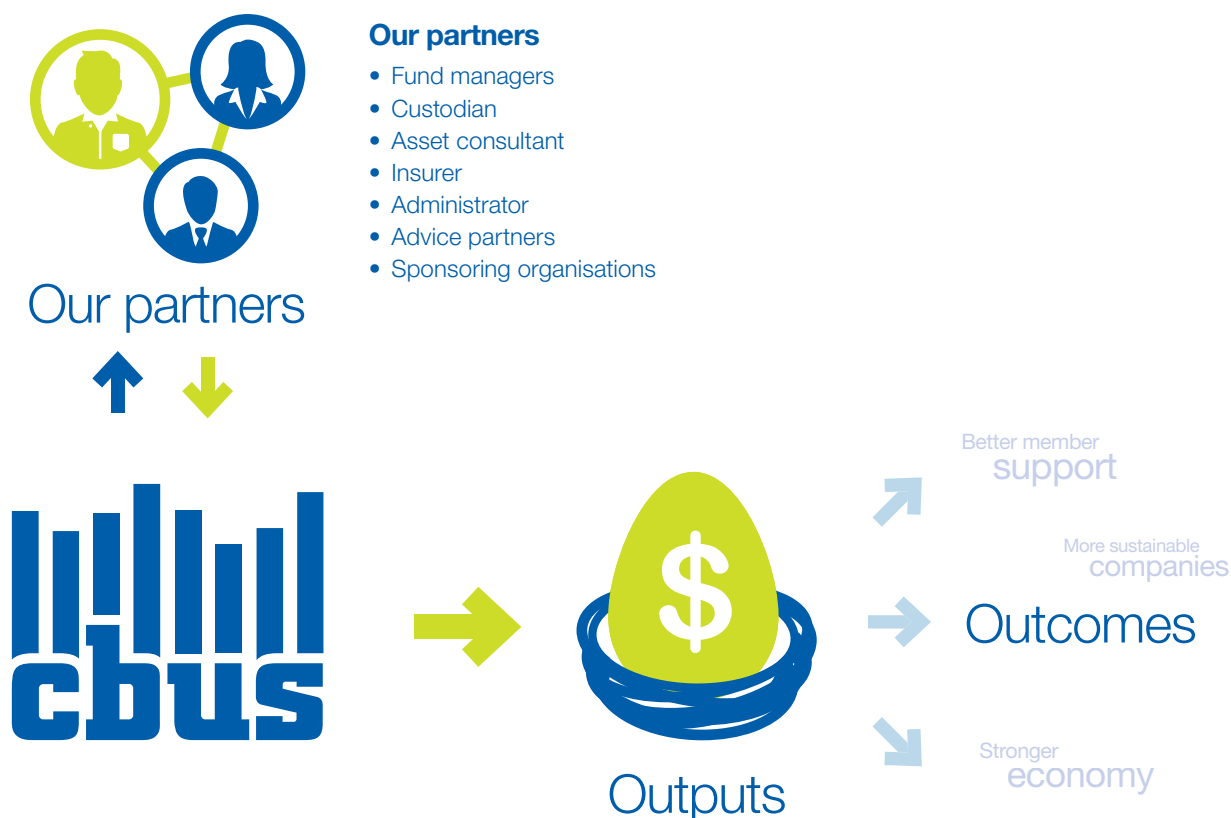 Our partners
• Fund managers
• Custodian
• Asset consultant
• Insurer
• Administrator
• Advice partners
• Sponsoring organisations
Our partners
cbus
$
Outputs
Better member
support
More sustainable
companies
Outcomes
Stronger
economy